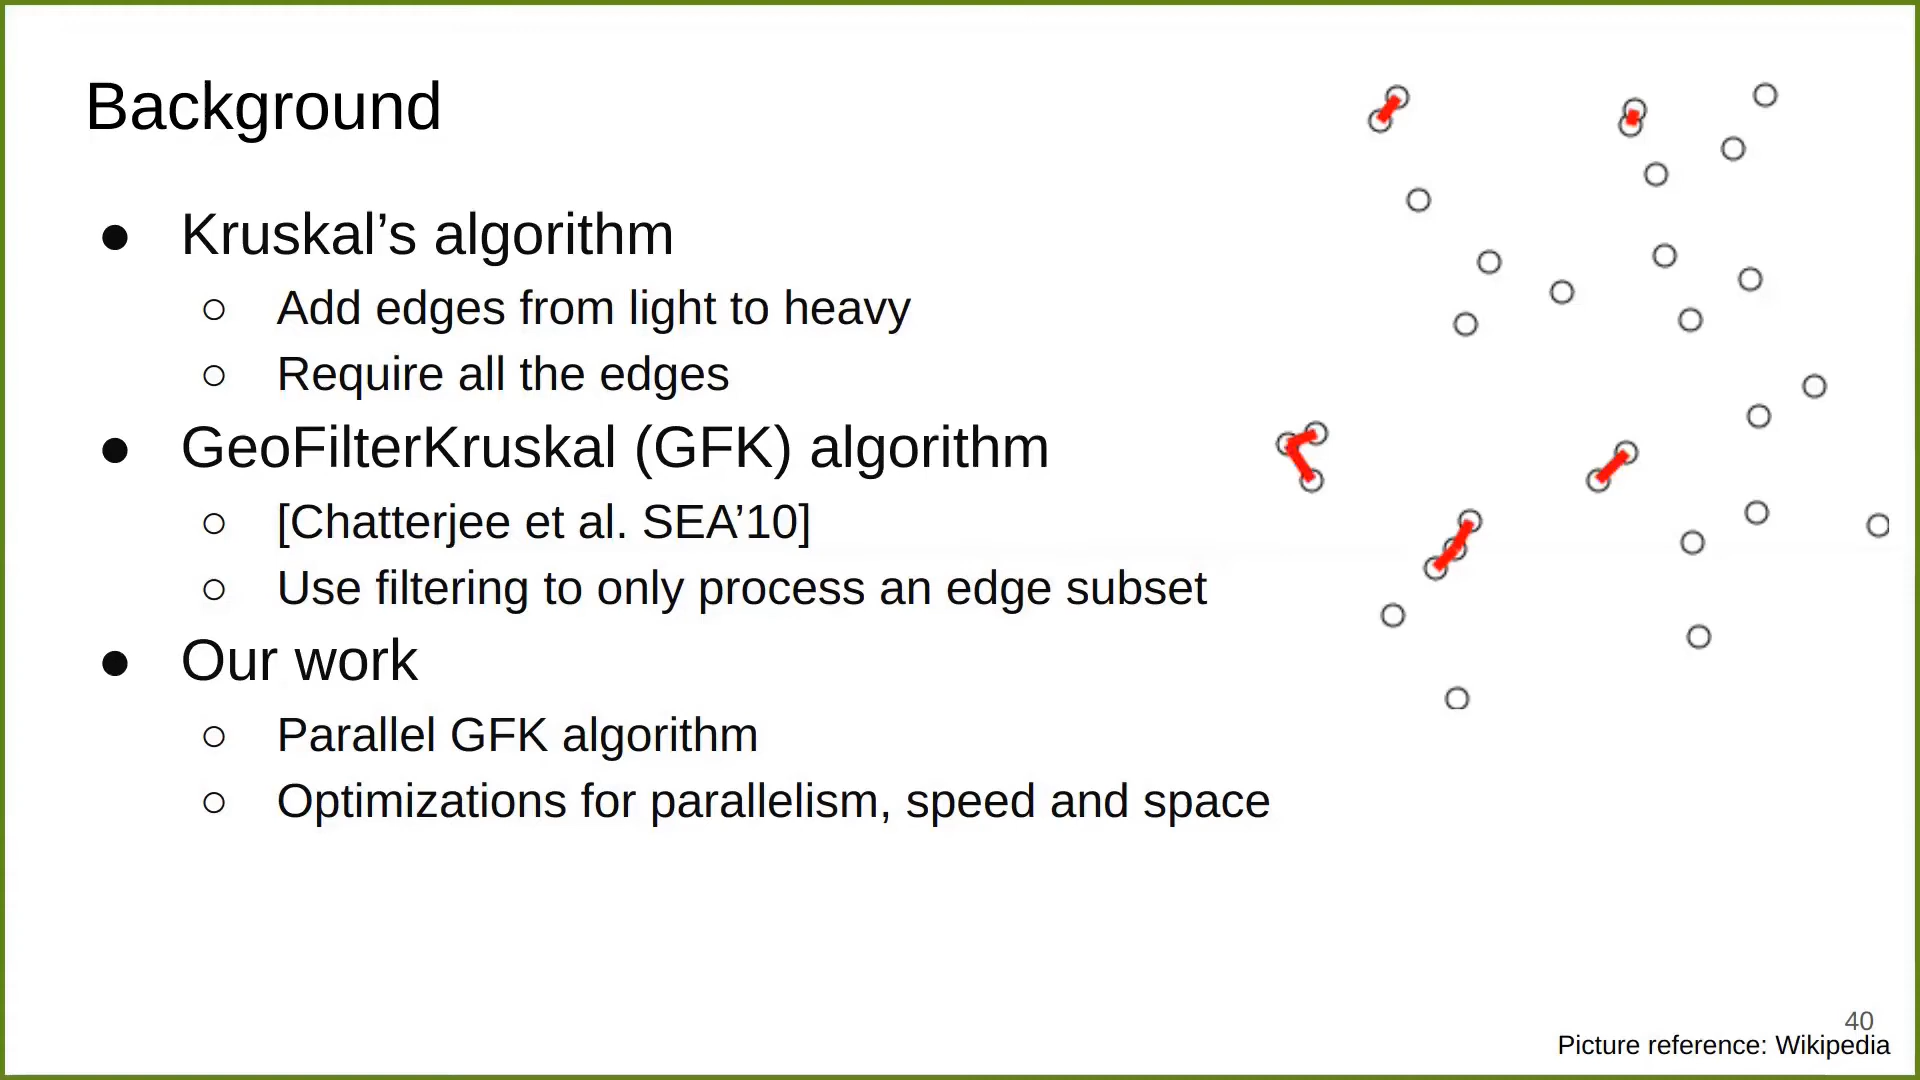 Background
● Kruskal’s algorithm
○ Add edges from light to heavy
○ Require all the edges
● GeoFilterKruskal (GFK) algorithm
○ [Chatterjee et al. SEA’10]
○ Use filtering to only process an edge subset
● Our work
○ Parallel GFK algorithm
○ Optimizations for parallelism, speed and space
40
Picture reference: Wikipedia